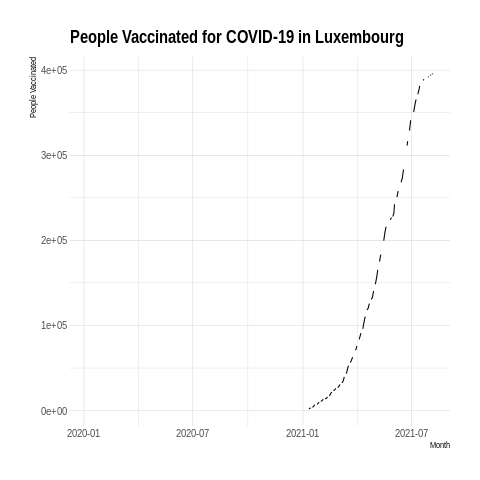 People Vaccinated for COVID-19 in Luxembourg
People Vaccinated
4e+05
3e+05
2e+05
1e+05
0e+00
2020-01 2020-07 2021-01 2021-07
Month